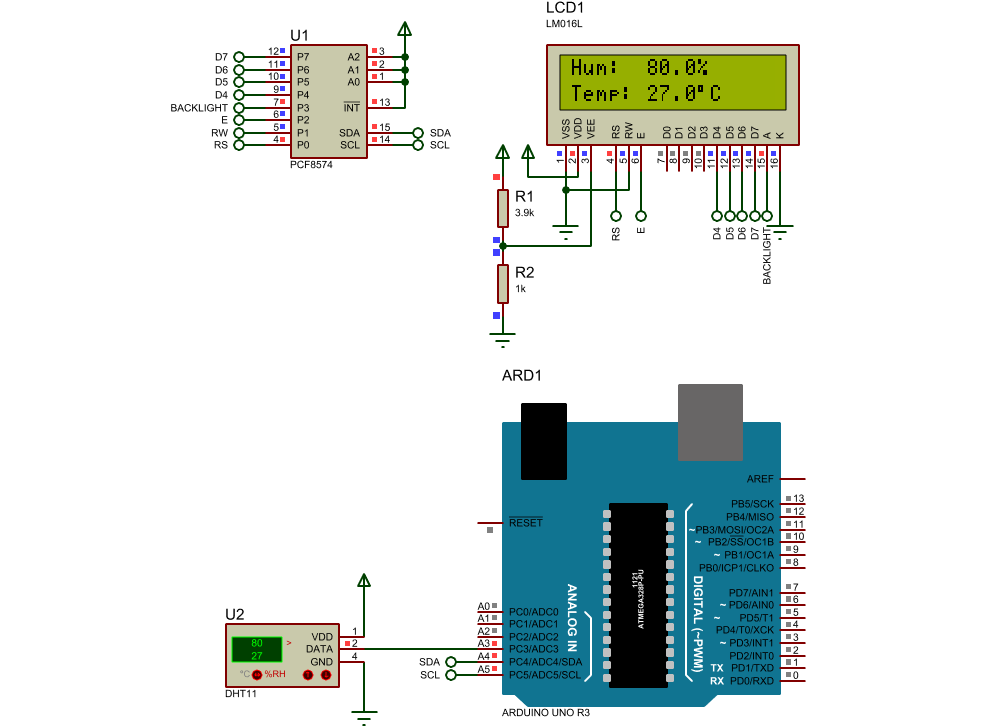 LCD1
LM016L
Hum: 80.0%
Temp: 27.0°C
VSS VDD VEE RS RW E D0 D1 D2 D3 D4 D5 D6 D7 A K
1 2 3 4 5 6 7 8 9 10 11 12 13 14 15 16
RS E D4 D5 D6 D7 BACKLIGHT
U1
D7 12 P7 A2 3
D6 11 P6 A1 2
D5 10 P5 A0 1
D4 9 P4
BACKLIGHT 7 P3 INT 13
E 6 P2
RW 5 P1 SDA 15 SDA
RS 4 P0 SCL 14 SCL
PCF8574
R1
3.9k
R2
1k
ARD1
AREF
RESET
PB5/SCK 13
PB4/MISO 12
~PB3/MOSI/OC2A 11
~ PB2/SS/OC1B 10
~ PB1/OC1A 9
PB0/ICP1/CLKO 8
PD7/AIN1 7
~ PD6/AIN0 6
~ PD5/T1 5
PD4/T0/XCK 4
~ PD3/INT1 3
PD2/INT0 2
TX PD1/TXD 1
RX PD0/RXD 0
DIGITAL (~PWM)
ATMEGA328P-PU
1121
ANALOG IN
A0 PC0/ADC0
A1 PC1/ADC1
A2 PC2/ADC2
A3 PC3/ADC3
SDA A4 PC4/ADC4/SDA
SCL A5 PC5/ADC5/SCL
ARDUINO UNO R3
U2
80
27
>
°C %RH
VDD 1
DATA 2
GND 4
DHT11